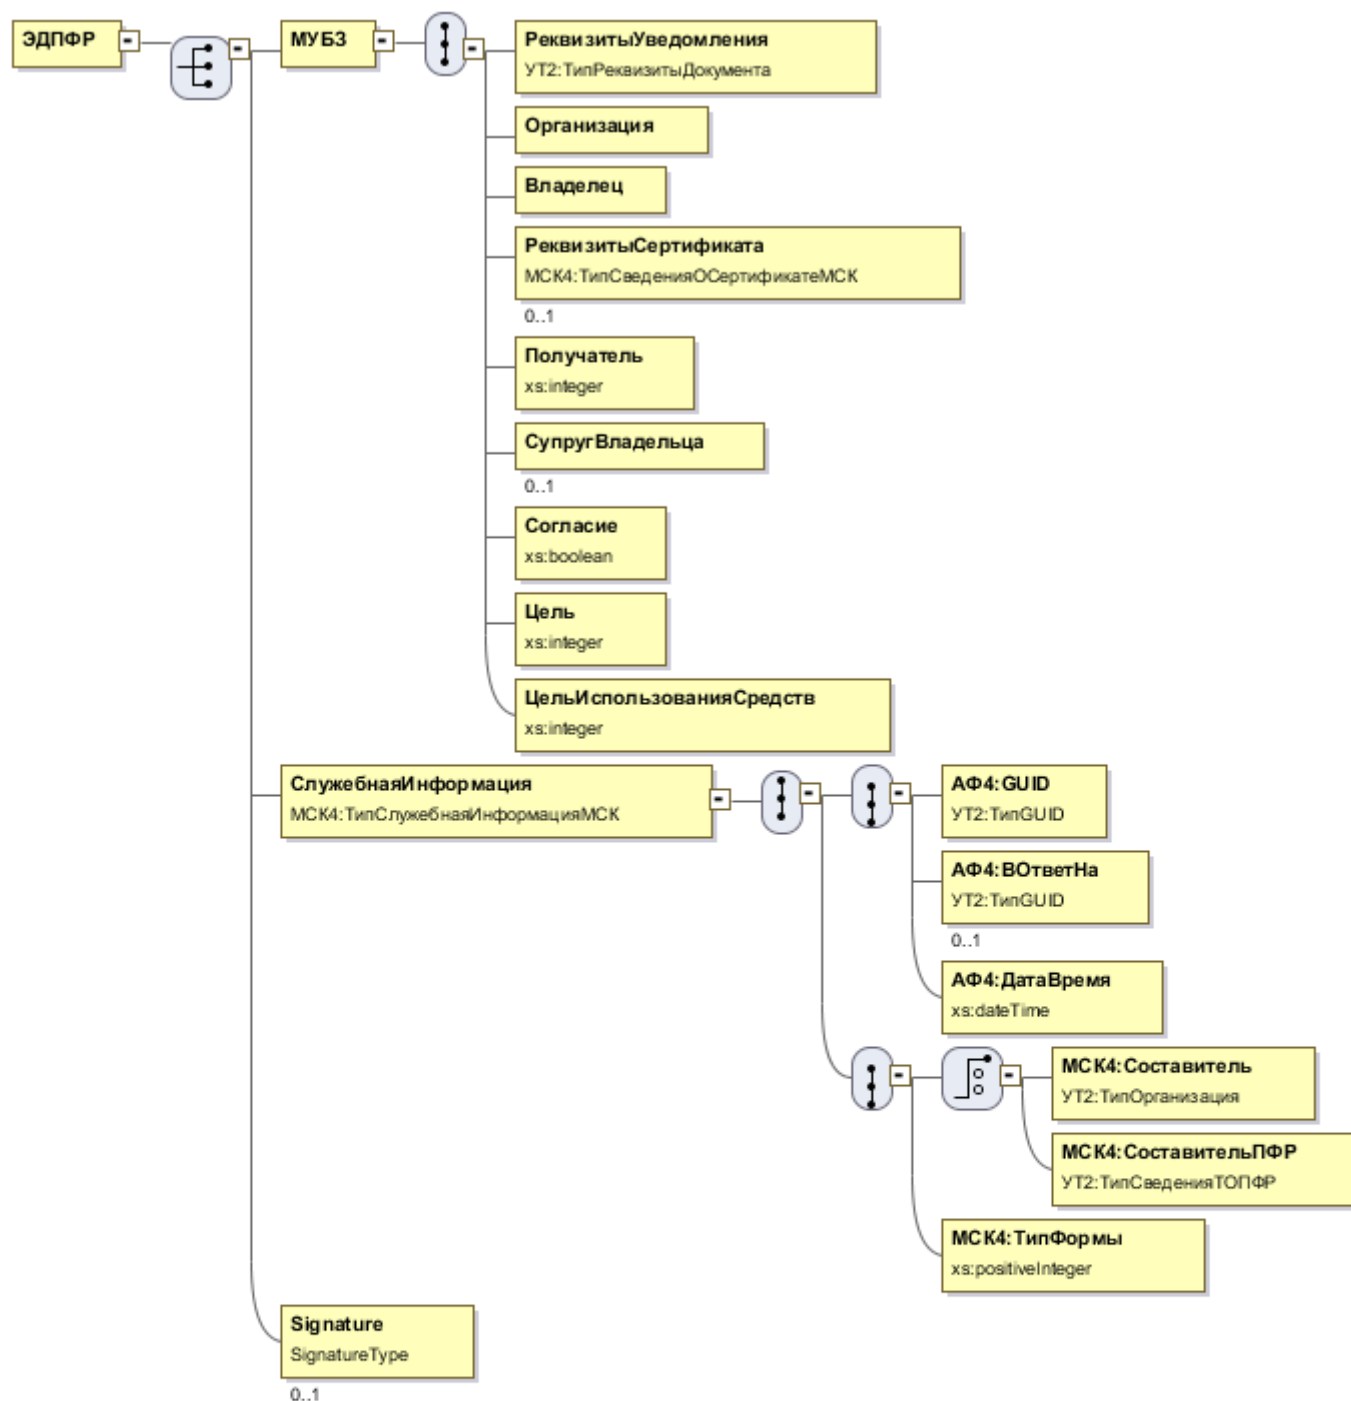 ЭДПФР
МУБЗ
РеквизитыУведомления
УТ2:ТипРеквизитыДокумента
Организация
Владелец
РеквизитыСертификата
МСК4:ТипСведенияОСертификатеМСК
0..1
Получатель
xs:integer
СупругВладельца
0..1
Согласие
xs:boolean
Цель
xs:integer
ЦельИспользованияСредств
xs:integer
СлужебнаяИнформация
МСК4:ТипСлужебнаяИнформацияМСК
АФ4:GUID
УТ2:ТипGUID
АФ4:ВОтветНа
УТ2:ТипGUID
0..1
АФ4:ДатаВремя
xs:dateTime
МСК4:Составитель
УТ2:ТипОрганизация
МСК4:СоставительПФР
УТ2:ТипСведенияТОПФР
МСК4:ТипФормы
xs:positiveInteger
Signature
SignatureType
0..1